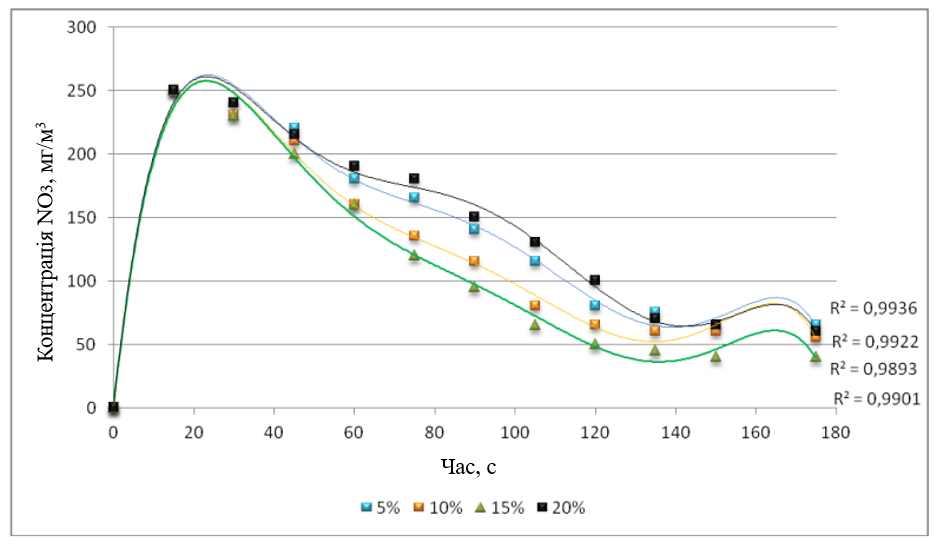 300
250
200
150
100
50
0
0 20 40 60 80 100 120 140 160 180
Концентрація NO3, мг/м³
Час, с
R² = 0,9936
R² = 0,9922
R² = 0,9893
R² = 0,9901
5% 10% 15% 20%